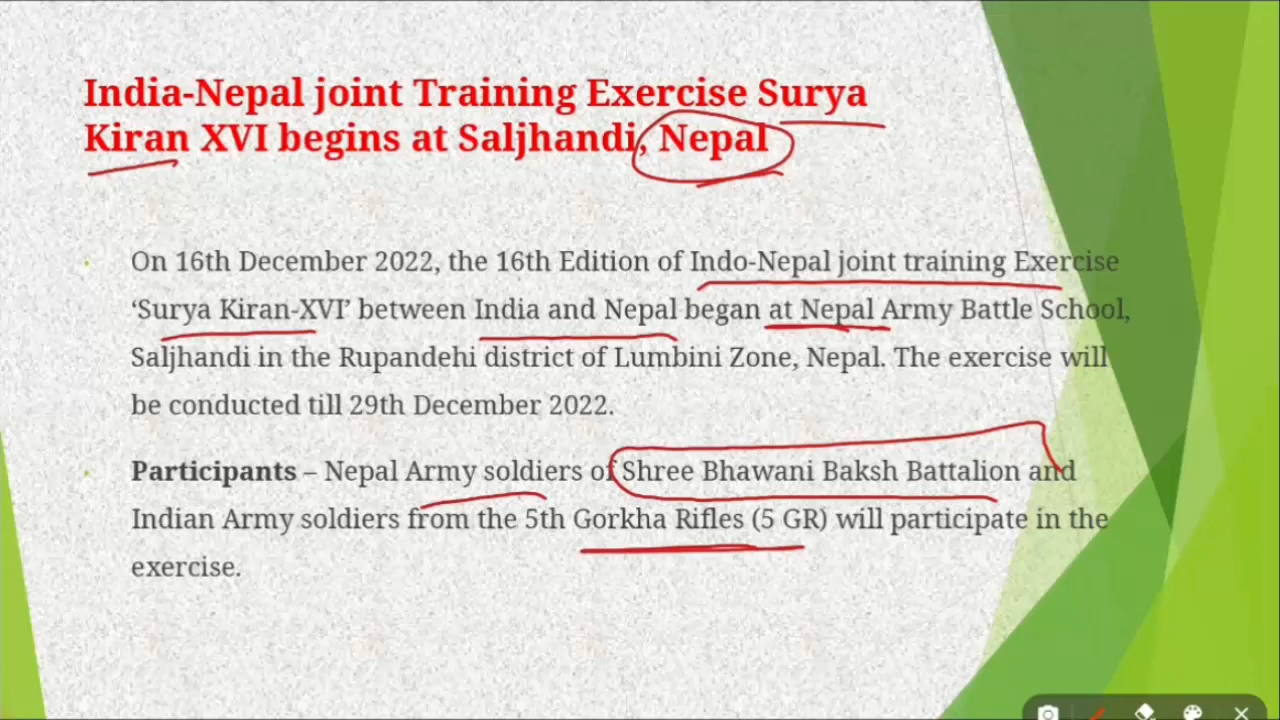 India-Nepal joint Training Exercise Surya
Kiran XVI begins at Saljhandi, Nepal
On 16th December 2022, the 16th Edition of Indo-Nepal joint training Exercise
‘Surya Kiran-XVI’ between India and Nepal began at Nepal Army Battle School,
Saljhandi in the Rupandehi district of Lumbini Zone, Nepal. The exercise will
be conducted till 29th December 2022.
Participants – Nepal Army soldiers of Shree Bhawani Baksh Battalion and
Indian Army soldiers from the 5th Gorkha Rifles (5 GR) will participate in the
exercise.